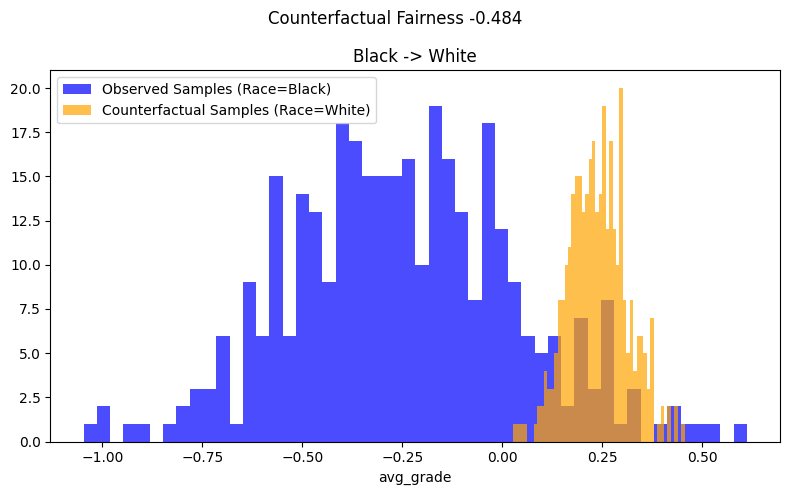 Counterfactual Fairness -0.484
Black -> White
Observed Samples (Race=Black)
Counterfactual Samples (Race=White)
20.0
17.5
15.0
12.5
10.0
7.5
5.0
2.5
0.0
−1.00 −0.75 −0.50 −0.25 0.00 0.25 0.50
avg_grade